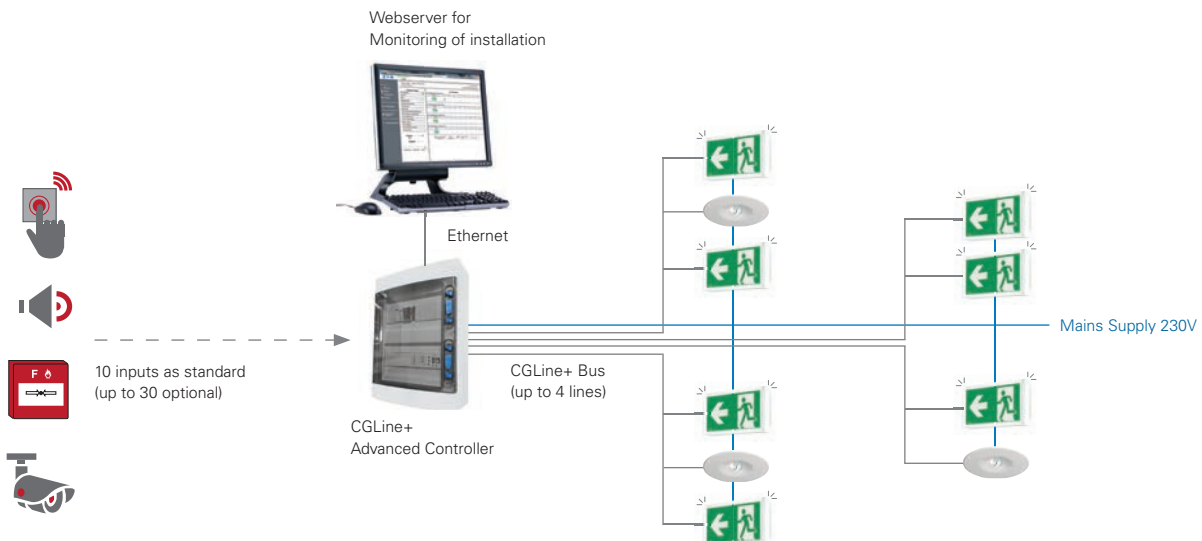 Webserver for
Monitoring of installation
Ethernet
Mains Supply 230V
F
10 inputs as standard
(up to 30 optional)
CGLine+ Bus
(up to 4 lines)
CGLine+
Advanced Controller